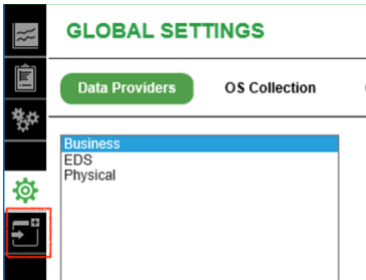 GLOBAL SETTINGS
Data Providers OS Collection
Business
EDS
Physical